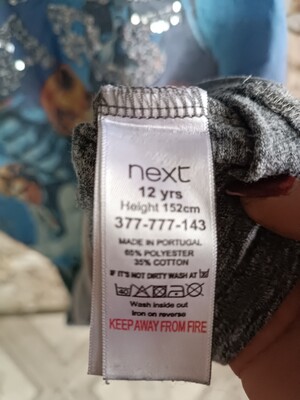 next
12 yrs
Height 152cm
377-777-143
MADE IN PORTUGAL
65% POLYESTER
35% COTTON
IF IT'S NOT DIRTY WASH AT
Wash inside out
Iron on reverse
KEEP AWAY FROM FIRE